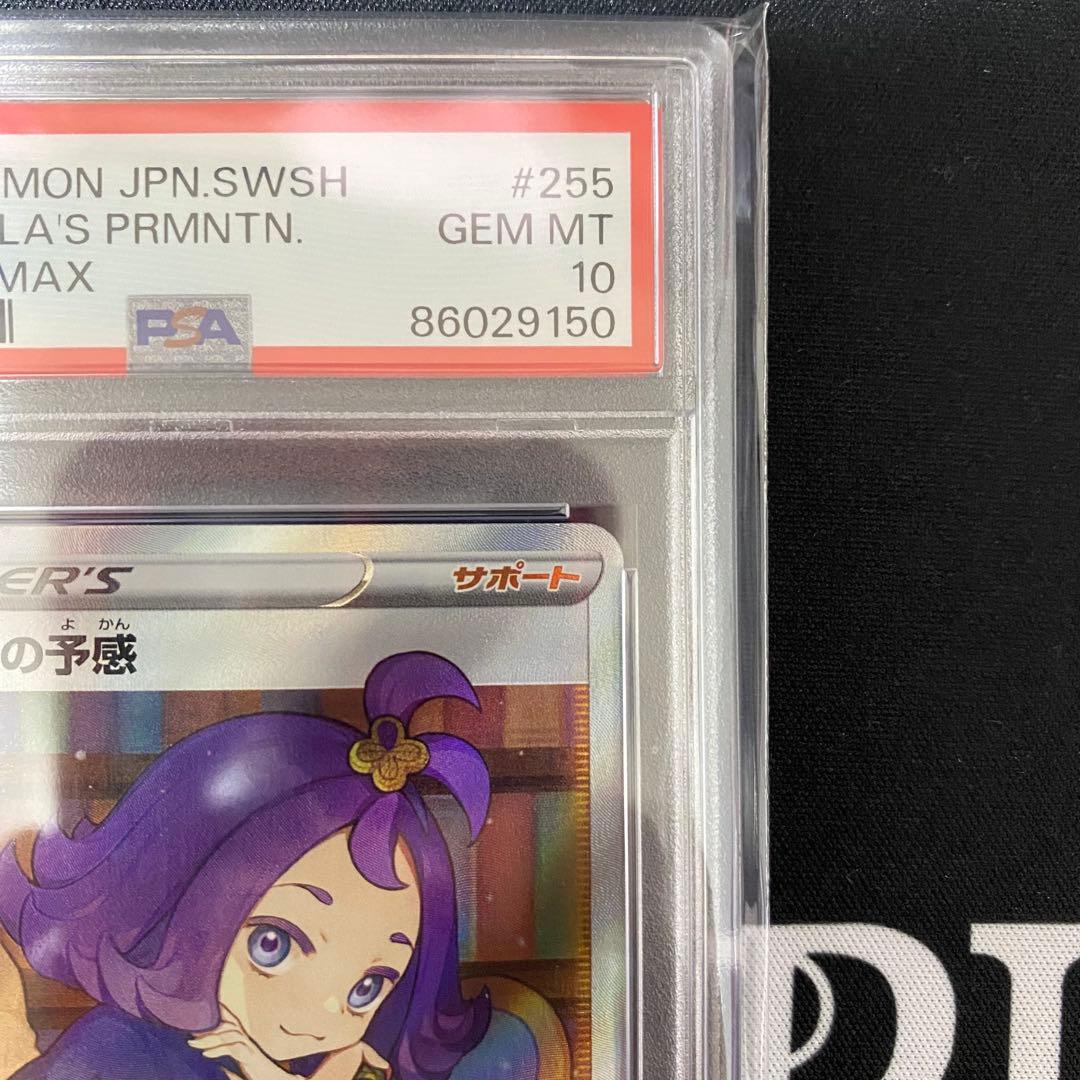 MON JPN.SWSH #255
LA'S PRMNTN. GEM MT
MAX 10
PSA 86029150
ER'S サポート
よ かん
の予感